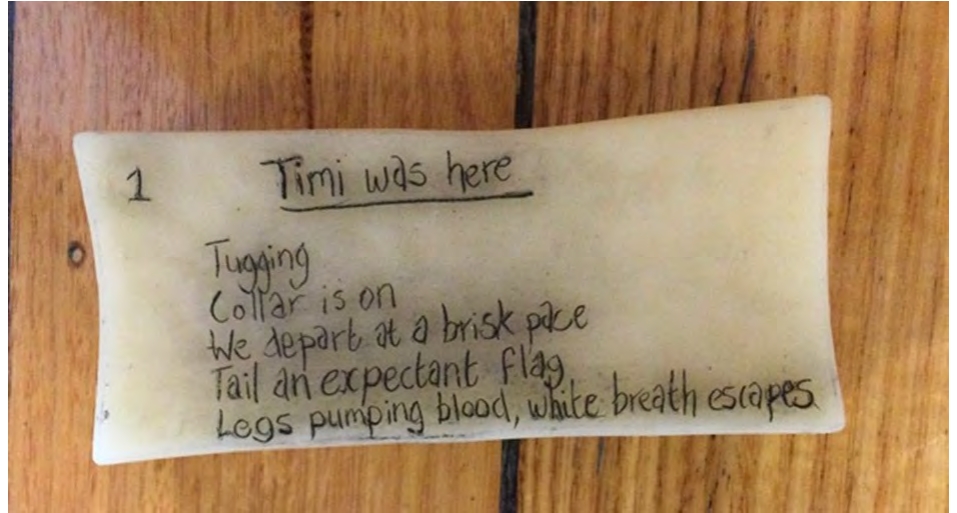 1 Timi was here
Tugging
Collar is on
We depart at a brisk pace
Tail an expectant flag
Legs pumping blood, white breath escapes